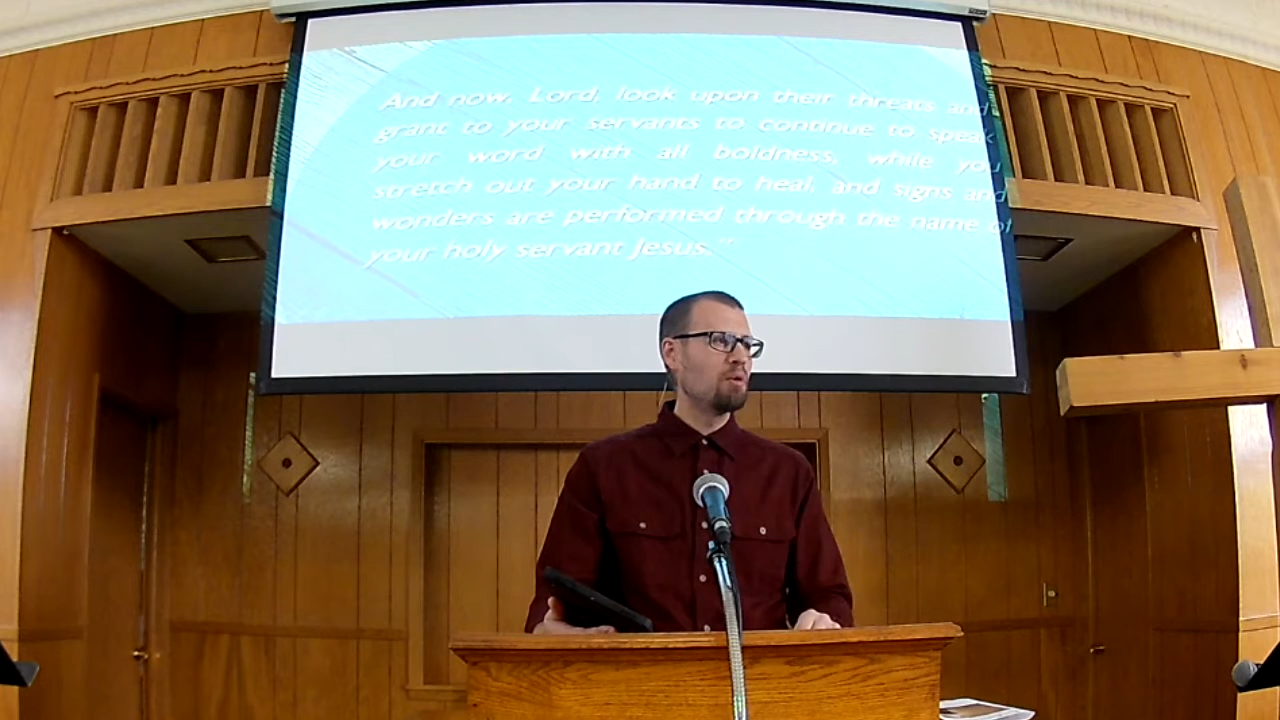 And now, Lord, look upon their threats and
grant to your servants to continue to speak
your word with all boldness, while you
stretch out your hand to heal, and signs and
wonders are performed through the name of
your holy servant Jesus.”